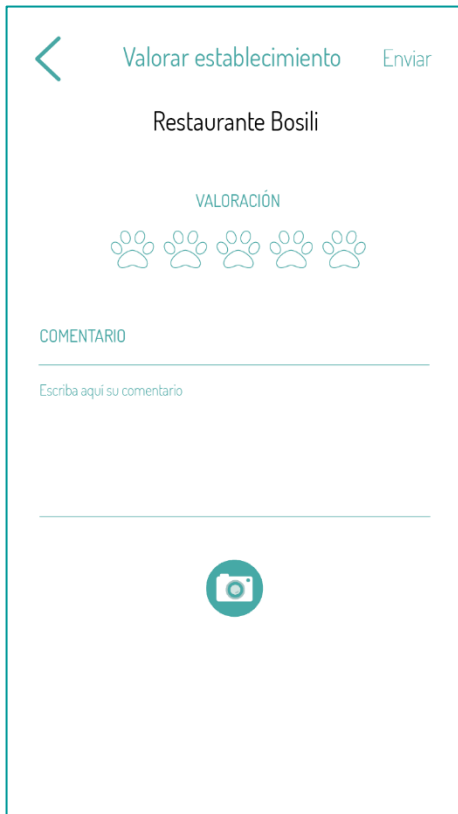 Valorar establecimiento Enviar
Restaurante Bosili
VALORACIÓN
COMENTARIO
Escriba aquí su comentario